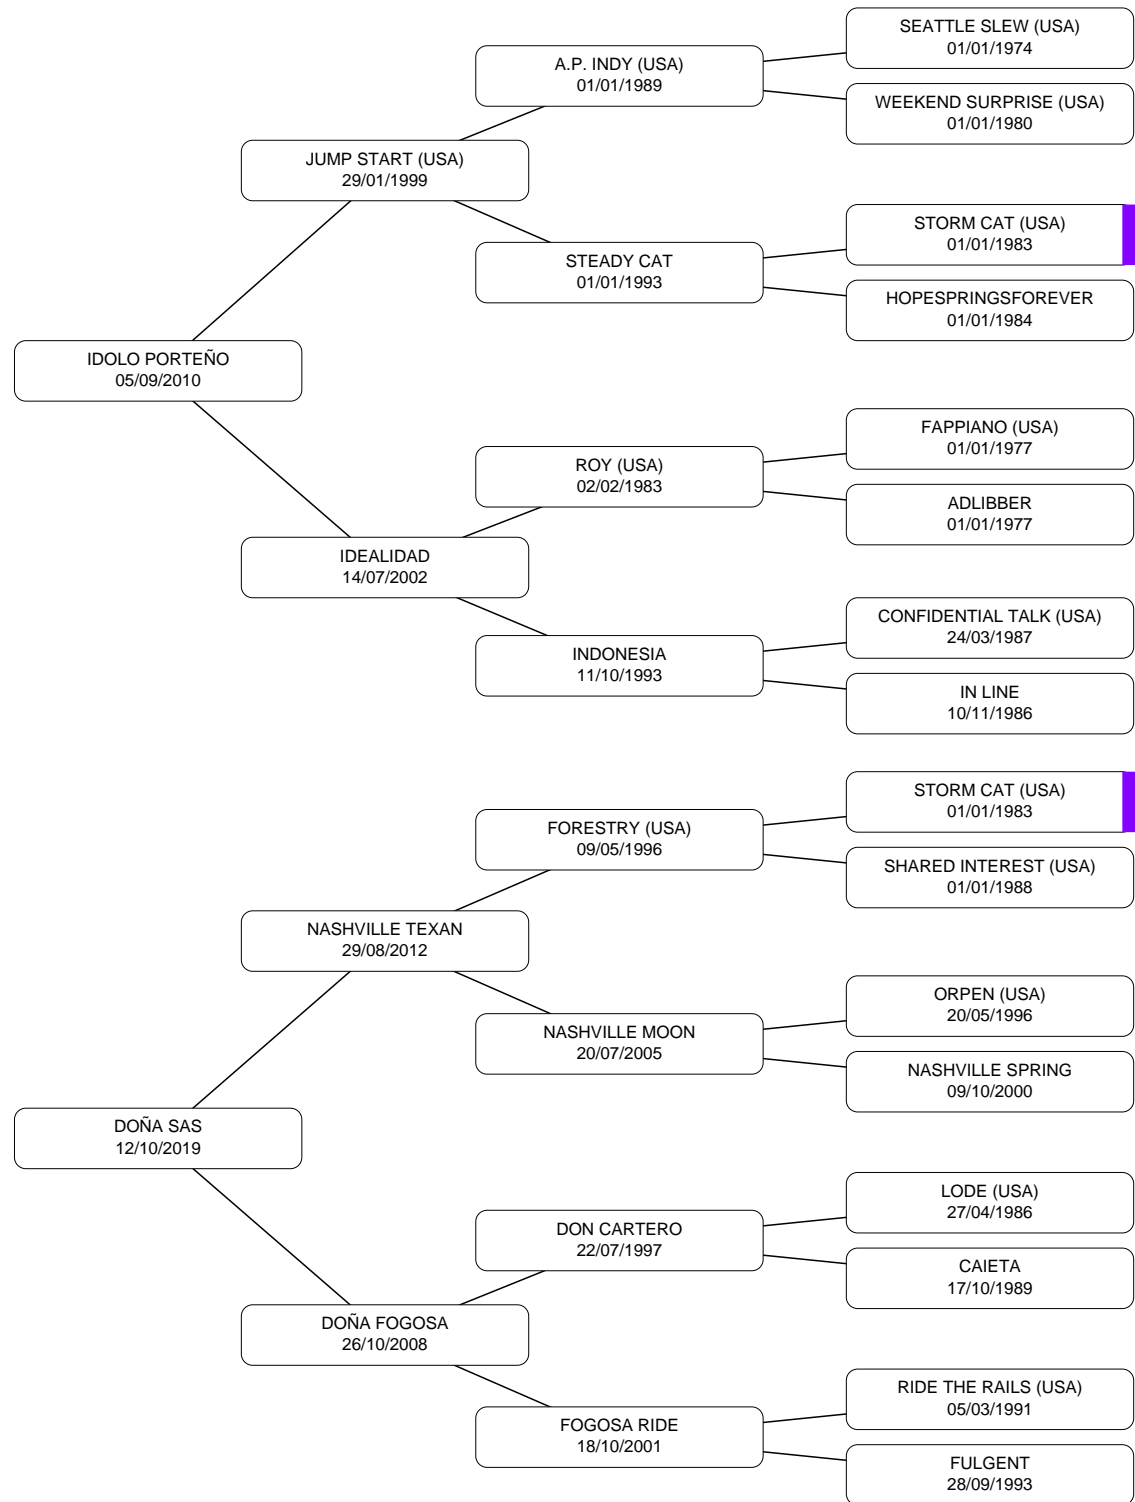 SEATTLE SLEW (USA)
01/01/1974
A.P. INDY (USA)
01/01/1989
WEEKEND SURPRISE (USA)
01/01/1980
JUMP START (USA)
29/01/1999
STORM CAT (USA)
01/01/1983
STEADY CAT
01/01/1993
HOPESPRINGSFOREVER
01/01/1984
IDOLO PORTEÑO
05/09/2010
FAPPIANO (USA)
01/01/1977
ROY (USA)
02/02/1983
ADLIBBER
01/01/1977
IDEALIDAD
14/07/2002
CONFIDENTIAL TALK (USA)
24/03/1987
INDONESIA
11/10/1993
IN LINE
10/11/1986
STORM CAT (USA)
01/01/1983
FORESTRY (USA)
09/05/1996
SHARED INTEREST (USA)
01/01/1988
NASHVILLE TEXAN
29/08/2012
ORPEN (USA)
20/05/1996
NASHVILLE MOON
20/07/2005
NASHVILLE SPRING
09/10/2000
DOÑA SAS
12/10/2019
LODE (USA)
27/04/1986
DON CARTERO
22/07/1997
CAIETA
17/10/1989
DOÑA FOGOSA
26/10/2008
RIDE THE RAILS (USA)
05/03/1991
FOGOSA RIDE
18/10/2001
FULGENT
28/09/1993